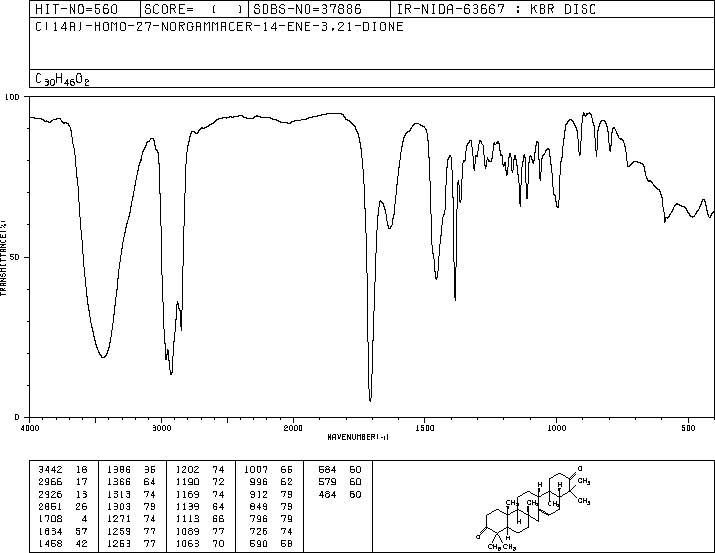 HIT-NO=560 SCORE= ( ) SDBS-NO=37886 IR-NIDA-63667 : KBR DISC
C(14A)-HOMO-27-NORGAMMACER-14-ENE-3,21-DIONE
C30H46O2
100
50
0
TRANSMITTANCE(%)
4000 3000 2000 1500 1000 500
WAVENUMBER(-1)
3442 18 1386 35 1202 74 1007 66 584 60
2966 17 1366 64 1190 72 996 62 579 60
2926 13 1313 74 1169 74 912 79 484 60
2851 26 1303 79 1139 64 849 79
1708 4 1271 74 1113 66 796 79
1634 57 1259 77 1089 77 726 74
1458 42 1253 77 1063 70 590 58
O
CH3
H
CH3
H
CH3
CH3
H
H
CH3
O
H
CH3
CH3